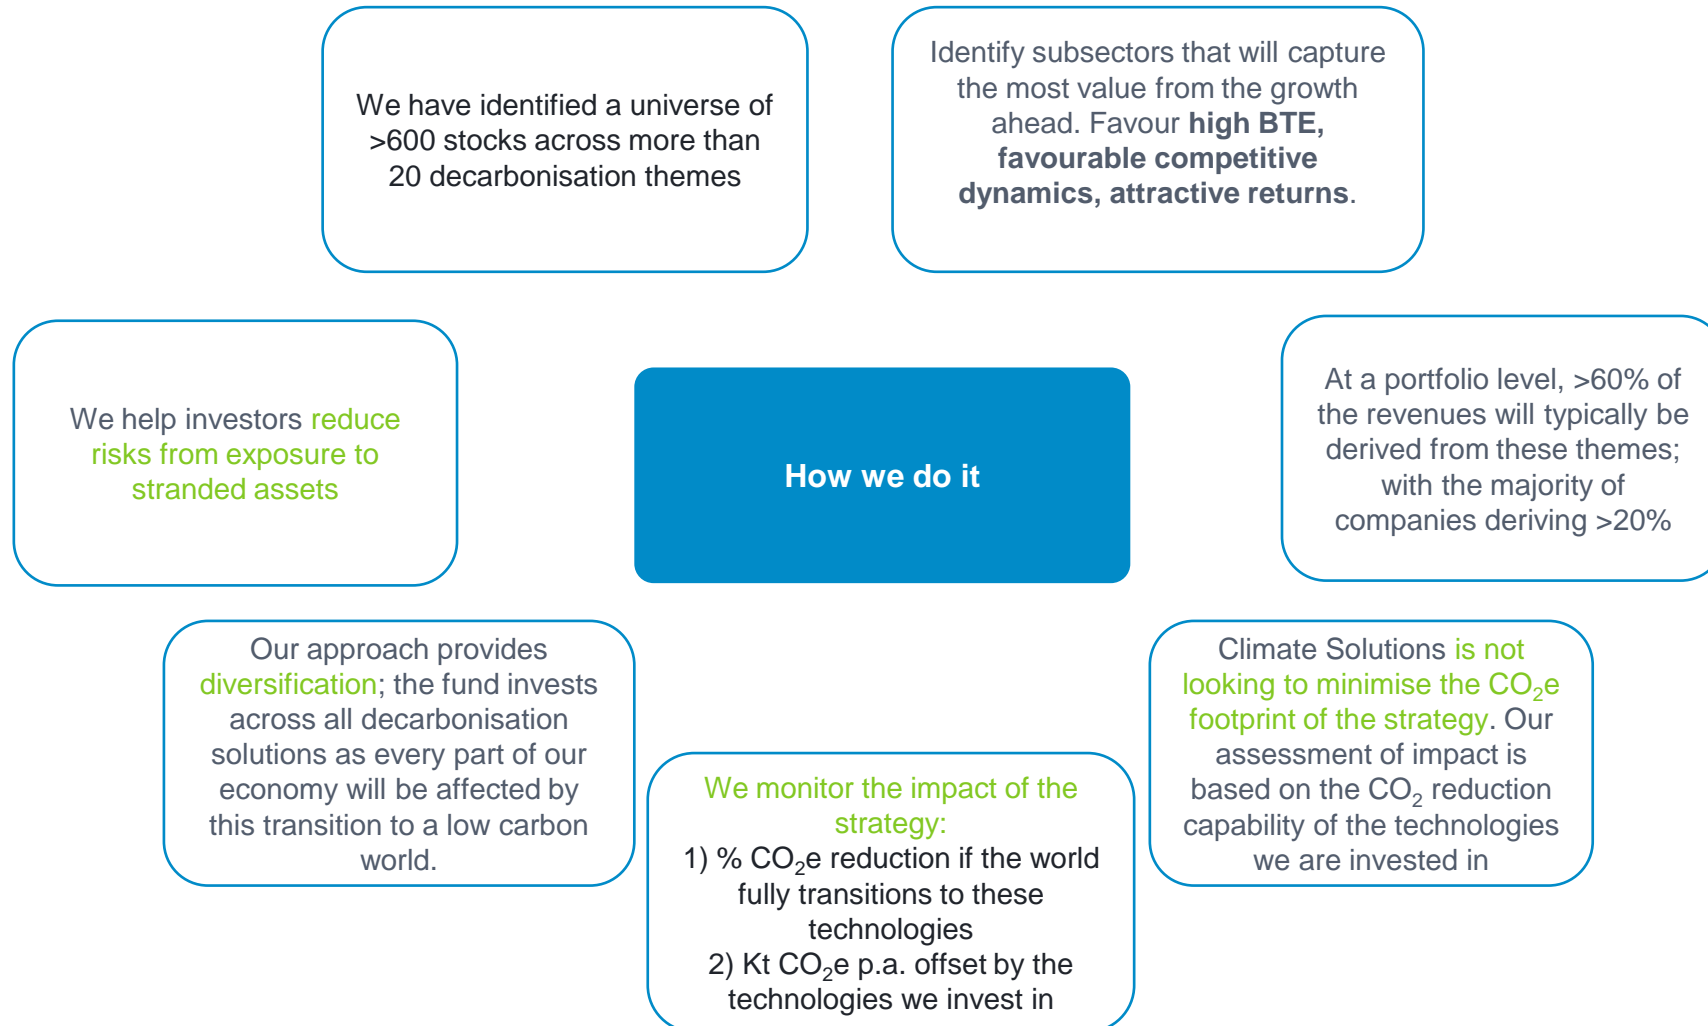 We have identified a universe of
>600 stocks across more than
20 decarbonisation themes
Identify subsectors that will capture
the most value from the growth
ahead. Favour high BTE,
favourable competitive
dynamics, attractive returns.
We help investors reduce
risks from exposure to
stranded assets
How we do it
At a portfolio level, >60% of
the revenues will typically be
derived from these themes;
with the majority of
companies deriving >20%
Our approach provides
diversification; the fund invests
across all decarbonisation
solutions as every part of our
economy will be affected by
this transition to a low carbon
world.
We monitor the impact of the
strategy:
1) % CO₂e reduction if the world
fully transitions to these
technologies
2) Kt CO₂e p.a. offset by the
technologies we invest in
Climate Solutions is not
looking to minimise the CO₂e
footprint of the strategy. Our
assessment of impact is
based on the CO₂ reduction
capability of the technologies
we are invested in